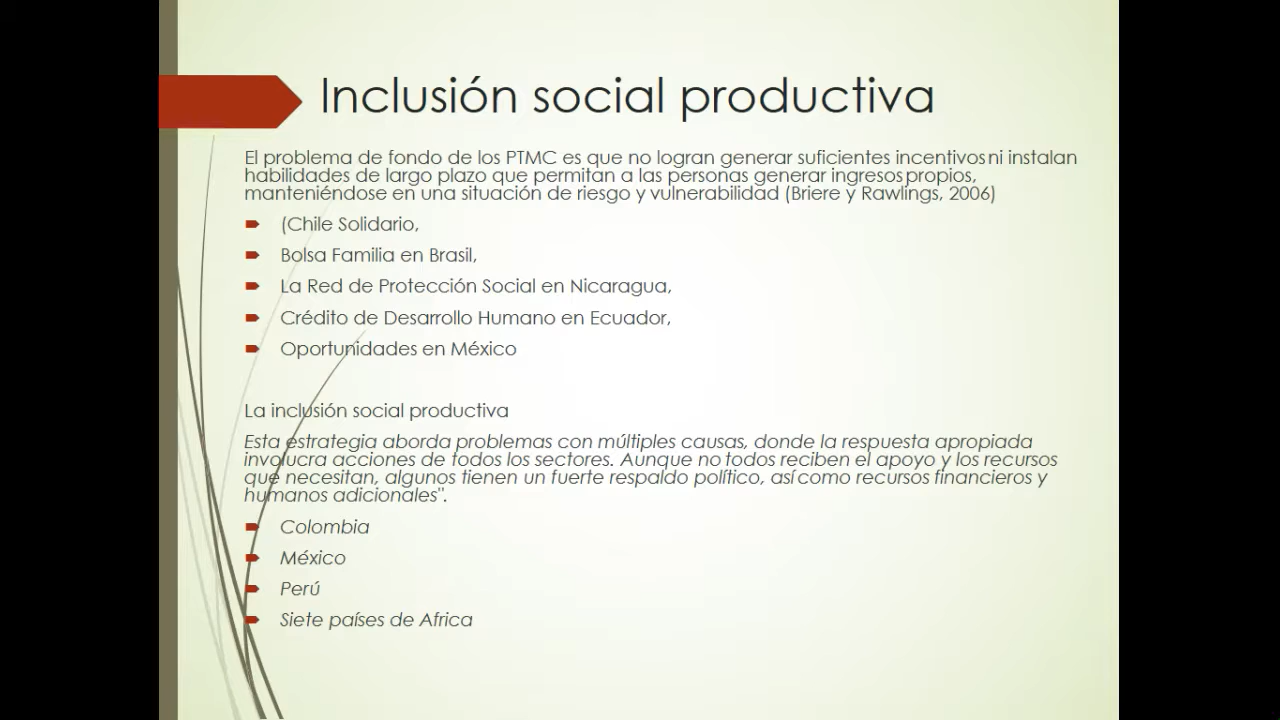 Inclusión social productiva
El problema de fondo de los PTMC es que no logran generar suficientes incentivos ni instalan
habilidades de largo plazo que permitan a las personas generar ingresos propios,
manteniéndose en una situación de riesgo y vulnerabilidad (Briere y Rawlings, 2006)
(Chile Solidario,
Bolsa Familia en Brasil,
La Red de Protección Social en Nicaragua,
Crédito de Desarrollo Humano en Ecuador,
Oportunidades en México
La inclusión social productiva
Esta estrategia aborda problemas con múltiples causas, donde la respuesta apropiada
involucra acciones de todos los sectores. Aunque no todos reciben el apoyo y los recursos
que necesitan, algunos tienen un fuerte respaldo político, así como recursos financieros y
humanos adicionales".
Colombia
México
Perú
Siete países de Africa